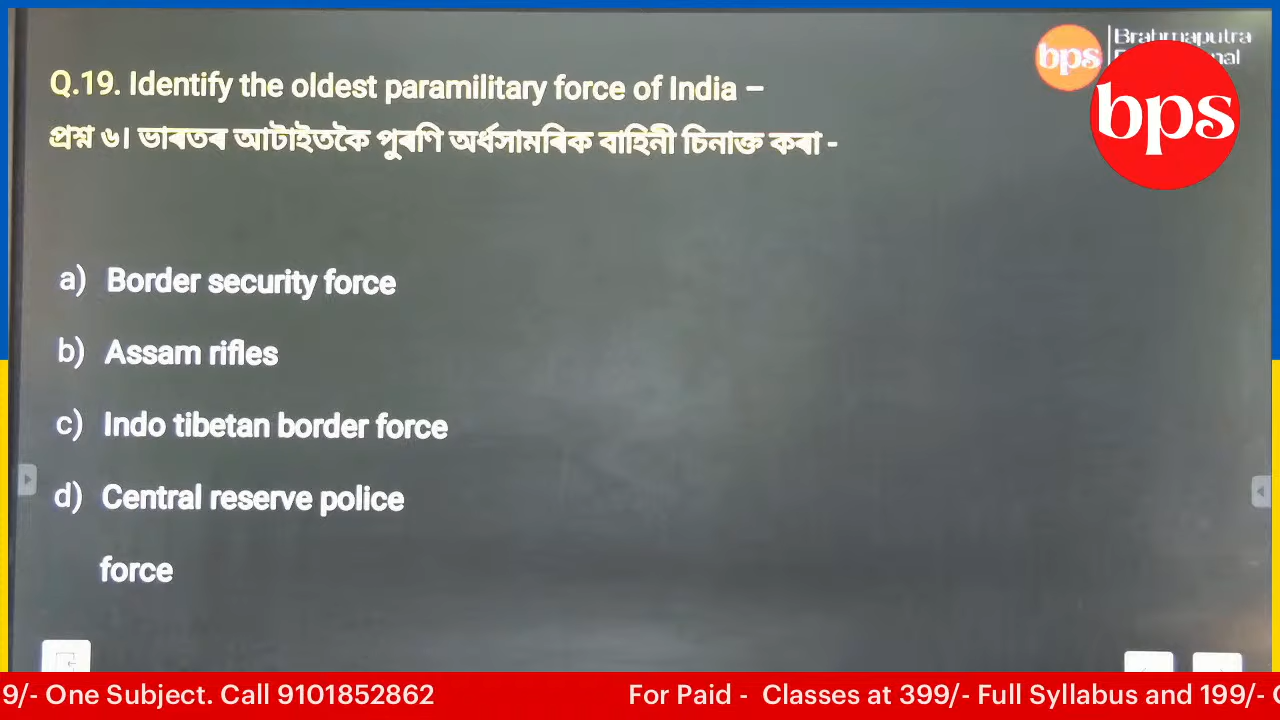 Q.19. Identify the oldest paramilitary force of India –
প্ৰশ্ন ৬। ভাৰতৰ আটাইতকৈ পুৰণি অৰ্ধসামৰিক বাহিনী চিনাক্ত কৰা -
a) Border security force
b) Assam rifles
c) Indo tibetan border force
d) Central reserve police
force
bps
Brahmaputra
bps
9/- One Subject. Call 9101852862
For Paid - Classes at 399/- Full Syllabus and 199/-